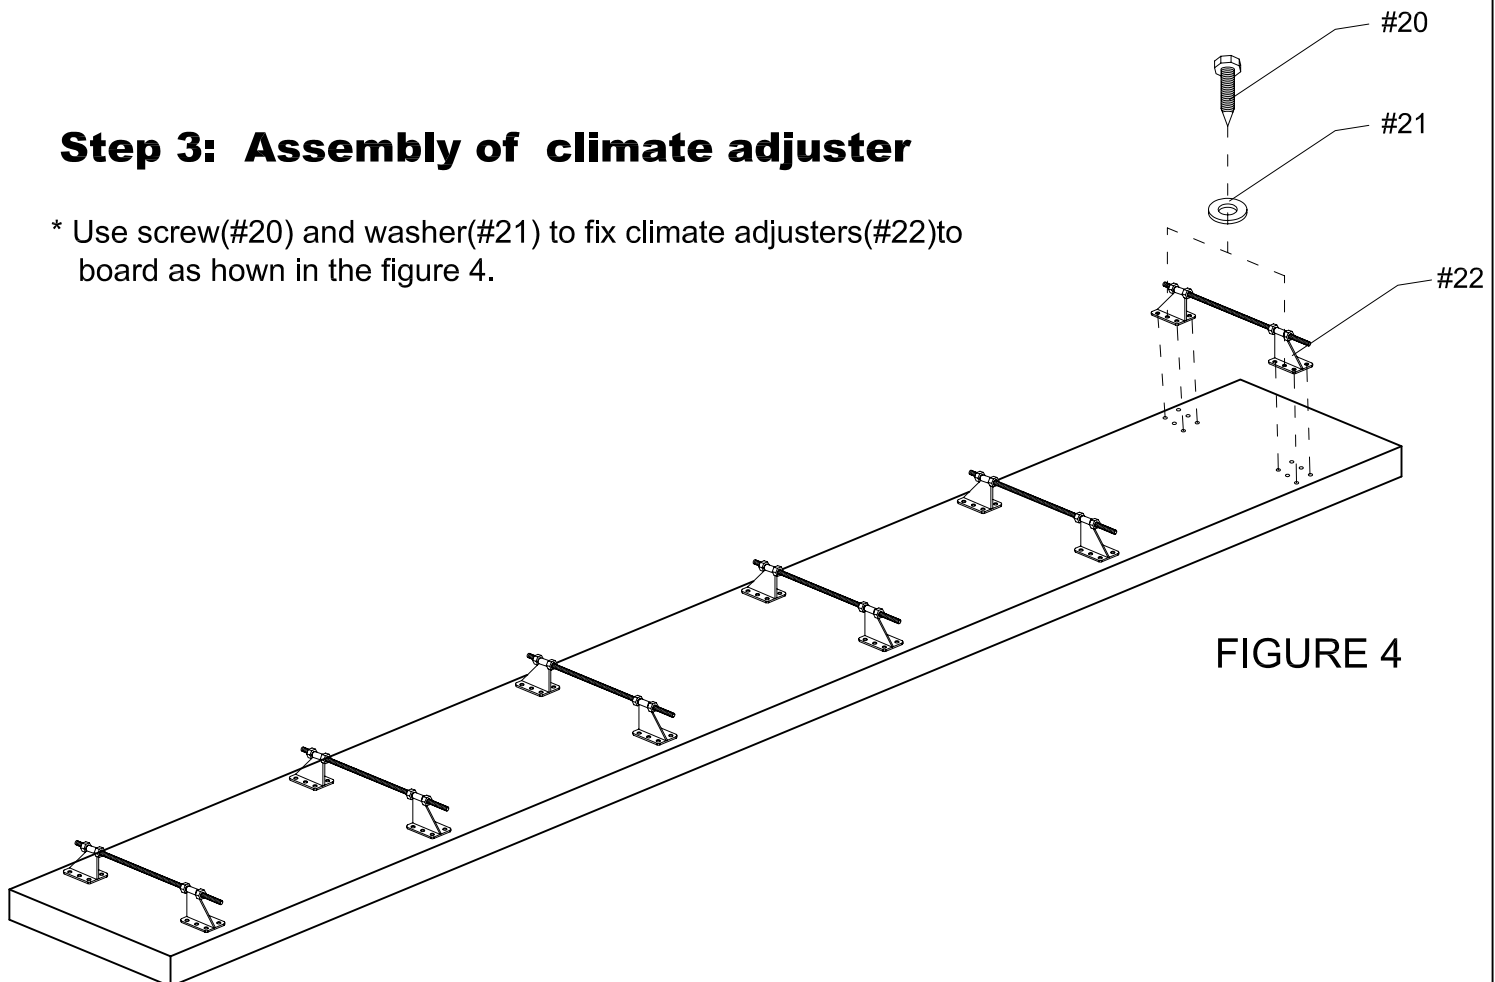 #20
#21
Step 3: Assembly of climate adjuster
* Use screw(#20) and washer(#21) to fix climate adjusters(#22)to
board as hown in the figure 4.
#22
FIGURE 4